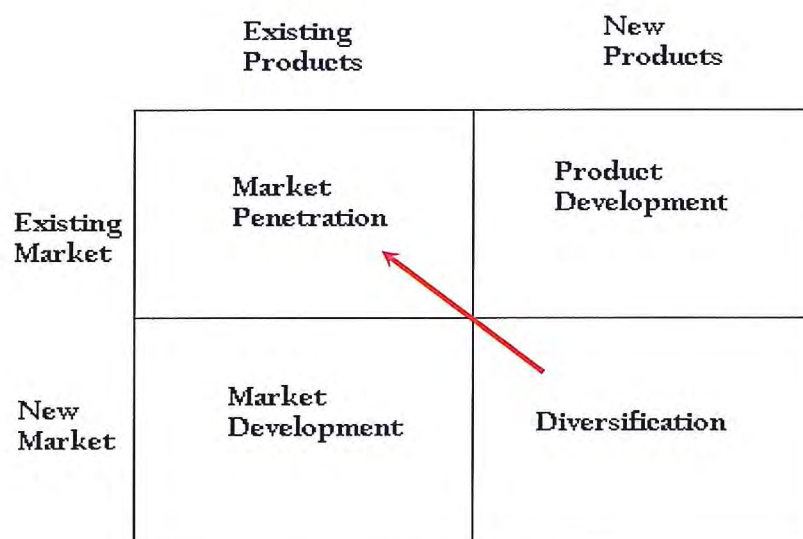 Existing
Products
New
Products
Existing
Market
Market
Penetration
Product
Development
New
Market
Market
Development
Diversification